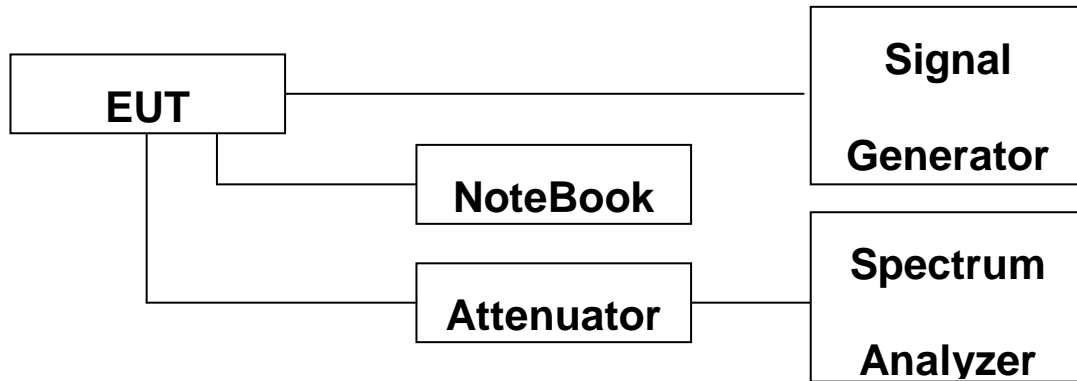 EUT
Signal
Generator
NoteBook
Attenuator
Spectrum
Analyzer